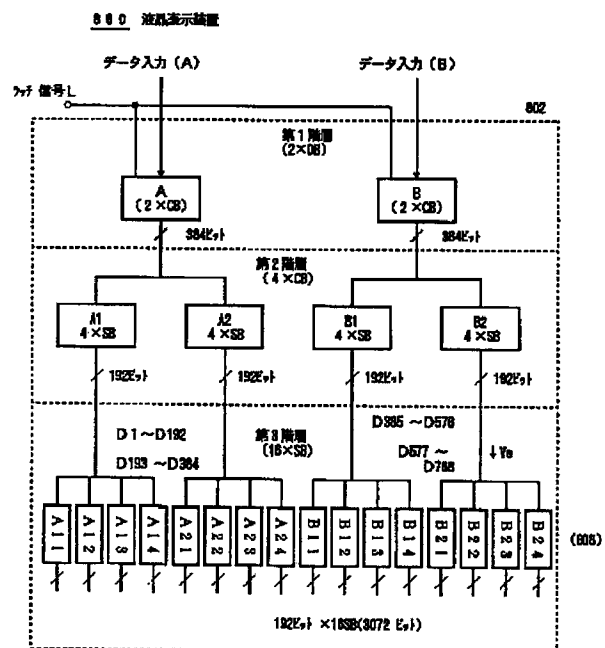 800 液晶表示装置
データ入力(A)
データ入力(B)
ラッチ 信号L
802
第1階層
(2×DB)
A
(2×CB)
B
(2×CB)
384ビット
384ビット
第2階層
(4×CB)
A1
4×SB
A2
4×SB
B1
4×SB
B2
4×SB
192ビット
192ビット
192ビット
192ビット
D1～D192
D193～D384
第3階層
(16×SB)
D385～D576
D577～
D768
↓Ys
A11
A12
A13
A14
A21
A22
A23
A24
B11
B12
B13
B14
B21
B22
B23
B24
(806)
192ビット ×16SB(3072 ビット)